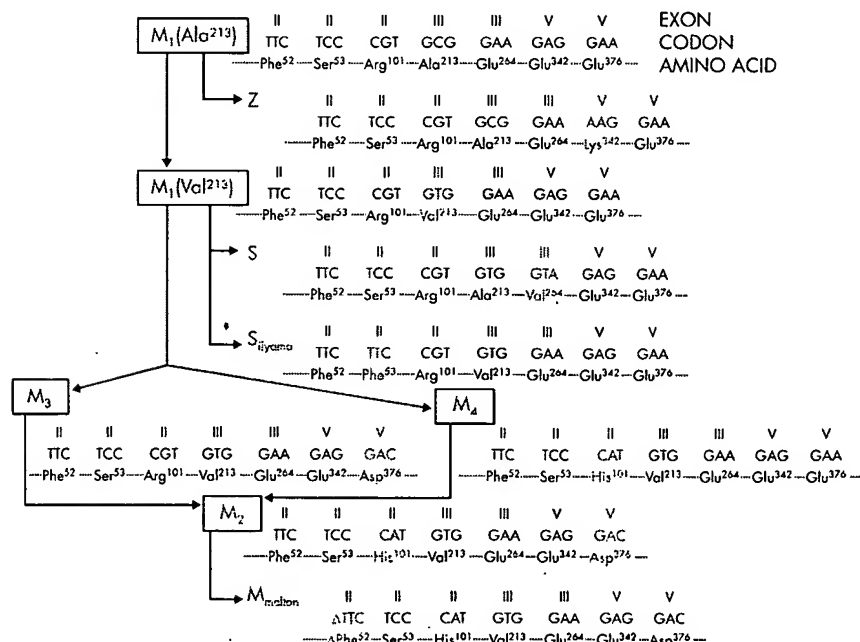 II II II III III V V EXON
M₁(Ala²¹³) TTC TCC CGT GCG GAA GAG GAA CODON
Phe⁵²—Ser⁵³—Arg¹⁰¹—Ala²¹³—Glu²⁶⁴—Glu³⁴²—Glu³⁷⁶ AMINO ACID
Z II II II III III V V
TTC TCC CGT GCG GAA AAG GAA
Phe⁵²—Ser⁵³—Arg¹⁰¹—Ala²¹³—Glu²⁶⁴—Lys³⁴²—Glu³⁷⁶
M₁(Val²¹³) II II II III III V V
TTC TCC CGT GTG GAA GAG GAA
Phe⁵²—Ser⁵³—Arg¹⁰¹—Val²¹³—Glu²⁶⁴—Glu³⁴²—Glu³⁷⁶
S II II II III III V V
TTC TCC CGT GTG GTA GAG GAA
Phe⁵²—Ser⁵³—Arg¹⁰¹—Ala²¹³—Val²⁶⁴—Glu³⁴²—Glu³⁷⁶
Siiyama II II II III III V V
TTC TTC CGT GTG GAA GAG GAA
Phe⁵²—Phe⁵³—Arg¹⁰¹—Val²¹³—Glu²⁶⁴—Glu³⁴²—Glu³⁷⁶
M₃
II II II III III V V
TTC TCC CGT GTG GAA GAG GAC
Phe⁵²—Ser⁵³—Arg¹⁰¹—Val²¹³—Glu²⁶⁴—Glu³⁴²—Asp³⁷⁶
M₄
II II II III III V V
TTC TCC CAT GTG GAA GAG GAA
Phe⁵²—Ser⁵³—His¹⁰¹—Val²¹³—Glu²⁶⁴—Glu³⁴²—Glu³⁷⁶
M₂ II II II III III V V
TTC TCC CAT GTG GAA GAG GAC
Phe⁵²—Ser⁵³—His¹⁰¹—Val²¹³—Glu²⁶⁴—Glu³⁴²—Asp³⁷⁶
Mmalton II II II III III V V
ΔTTC TCC CAT GTG GAA GAG GAC
ΔPhe⁵²—Ser⁵³—His¹⁰¹—Val²¹³—Glu²⁶⁴—Glu³⁴²—Asp³⁷⁶